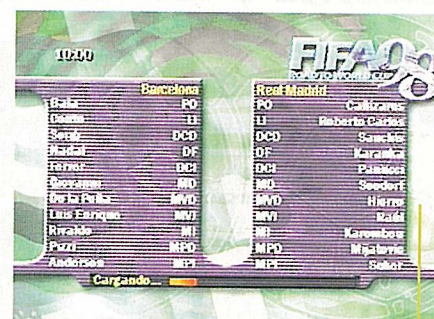 10:00
FIFA 98
ROAD TO WORLD CUP
Barcelona
Baia PO
Couto LI
Sergi DCD
Nadal DF
Ferrer DCI
Giovanni MD
De la Peña MVD
Luis Enrique MVI
Rivaldo MI
Pizzi MPD
Anderson MPI
Real Madrid
PO Cañizares
LI Roberto Carlos
DCD Sanchis
DF Karanka
DCI Panucci
MD Seedorf
MVD Hierro
MVI Raúl
MI Karembeu
MPD Mijatovic
MPI Suker
Cargando...